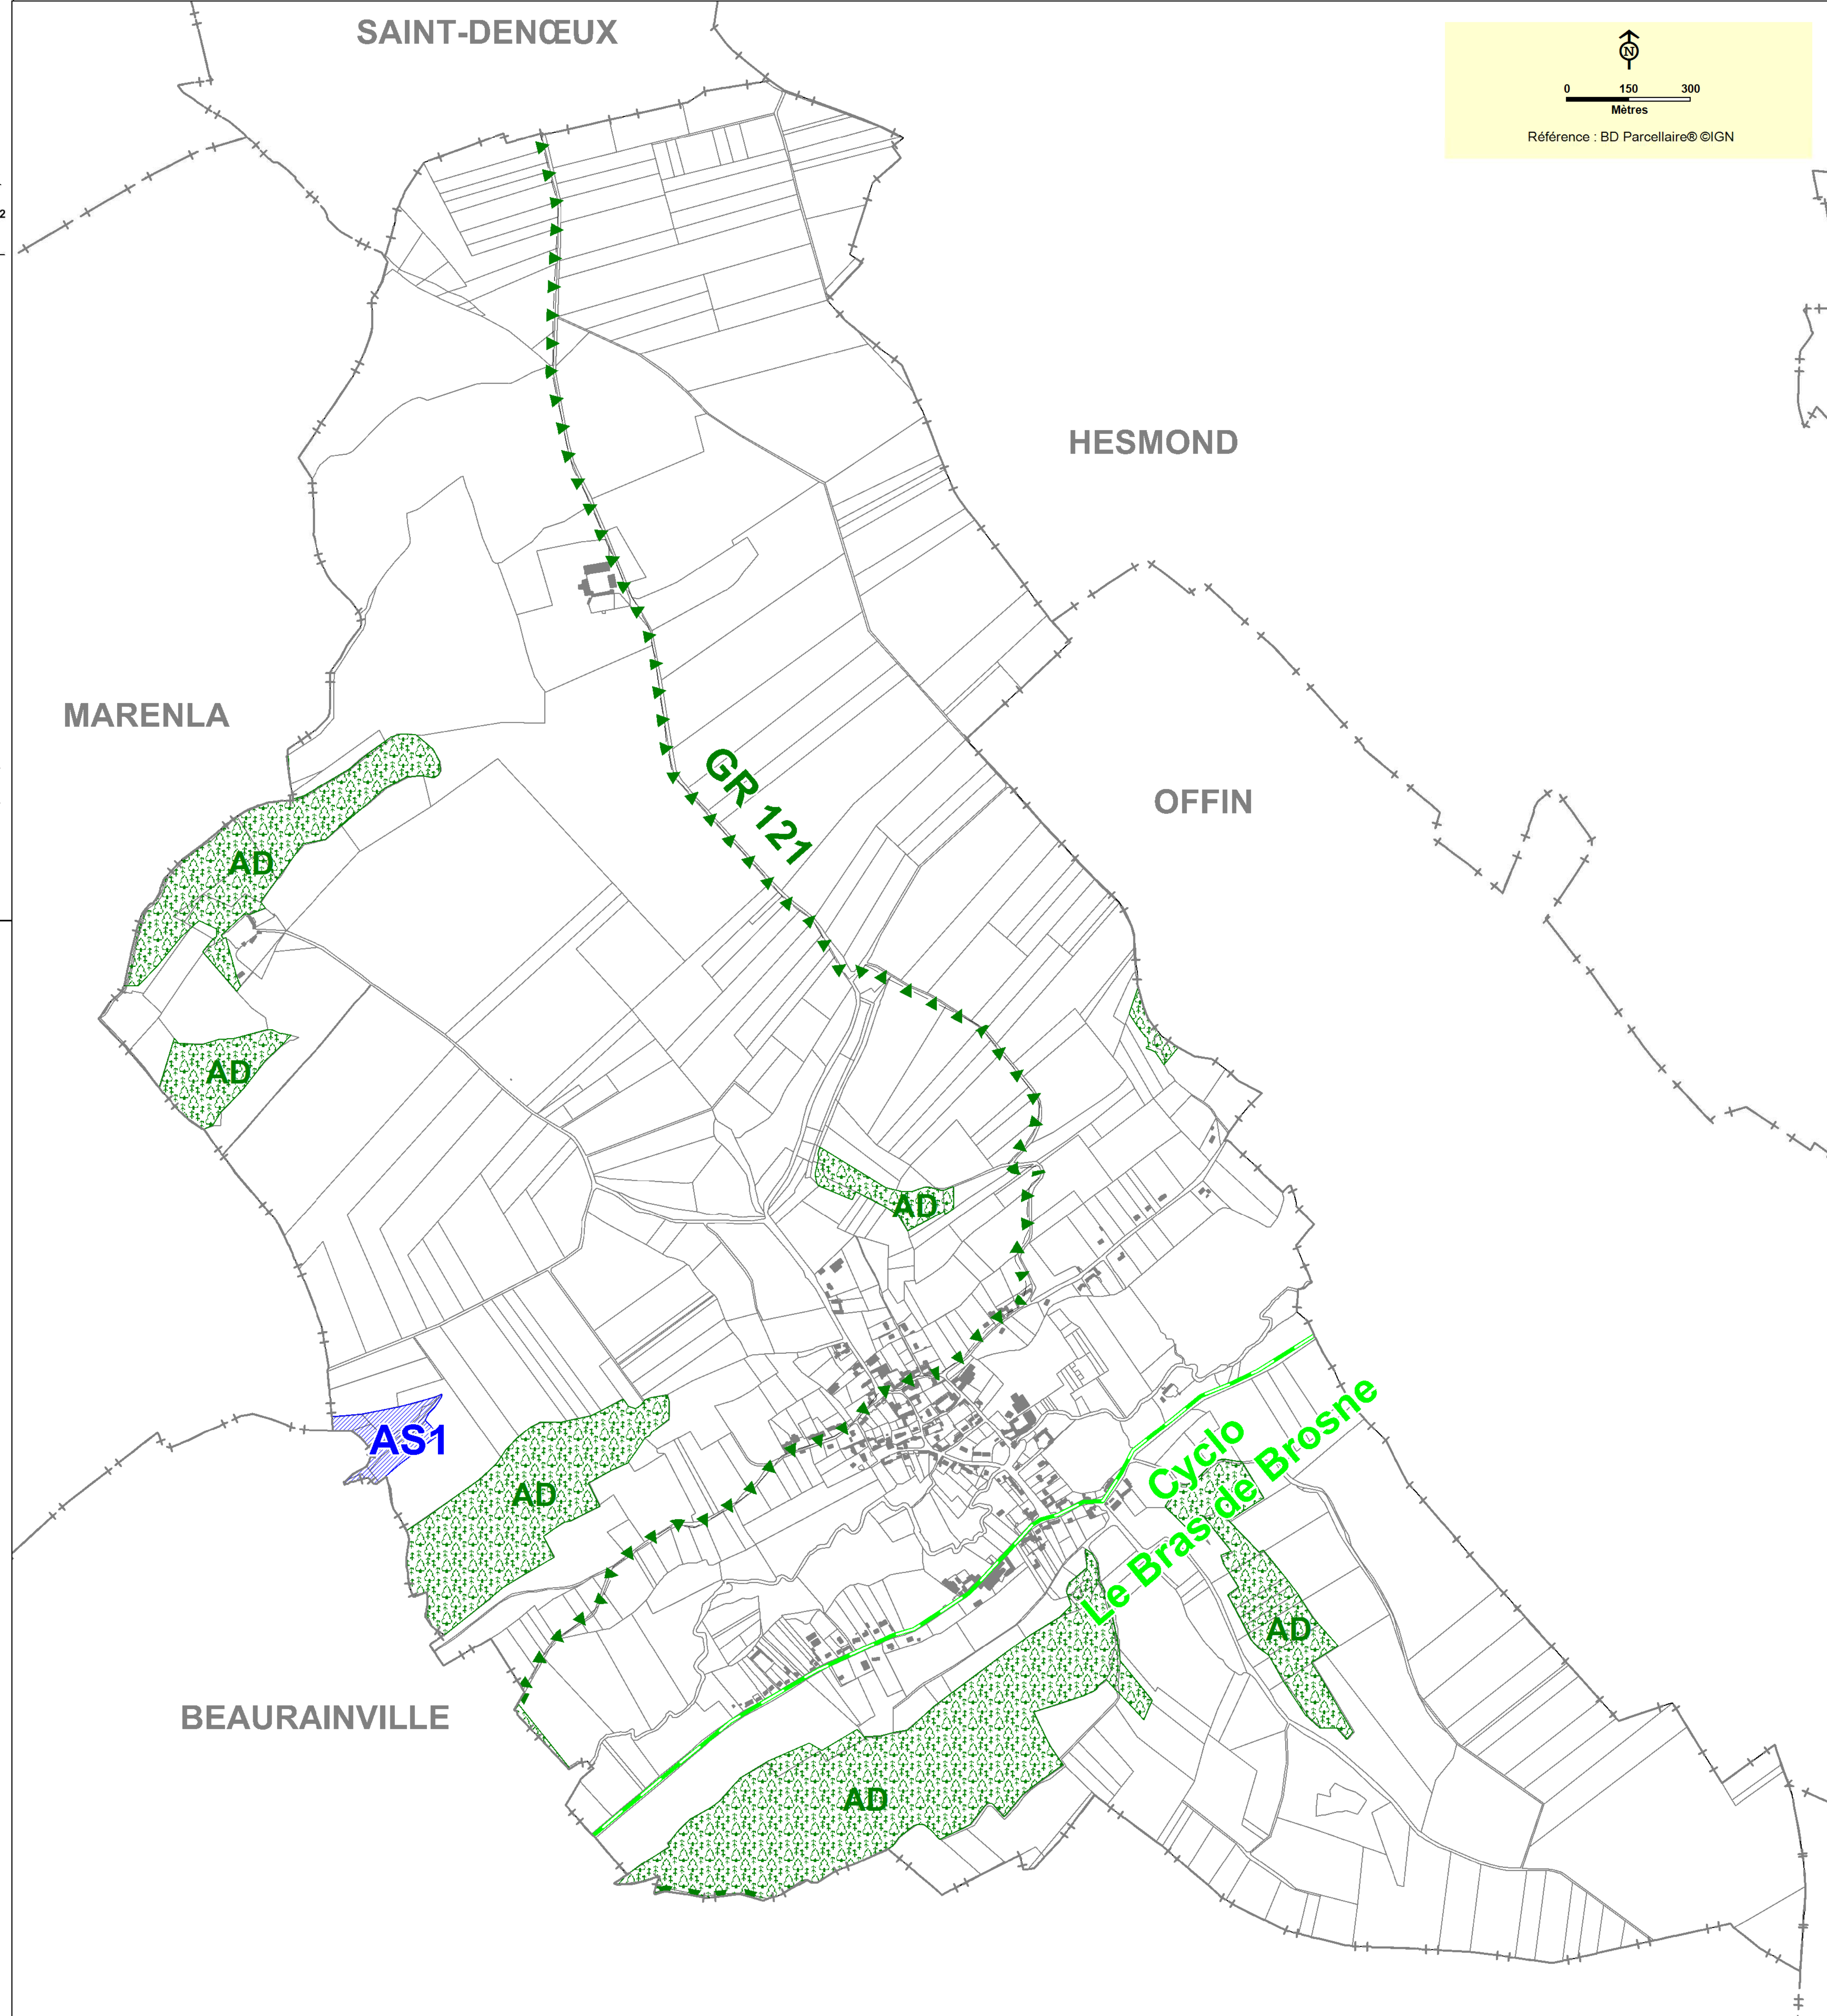 SAINT-DENŒUX
N
0 150 300
Mètres
Référence : BD Parcellaire® ©IGN
2
HESMOND
MARENLA
GR 121
OFFIN
AD
AD
AD
AS1
AD
Cyclo
Le Bras de Brosne
AD
BEAURAINVILLE
AD